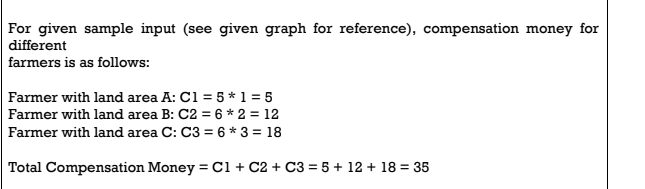 For given sample input (see given graph for reference), compensation money for
different
farmers is as follows:
Farmer with land area A: C1 = 5 * 1 = 5
Farmer with land area B: C2 = 6 * 2 = 12
Farmer with land area C: C3 = 6 * 3 = 18
Total Compensation Money = C1 + C2 + C3 = 5 + 12 + 18 = 35